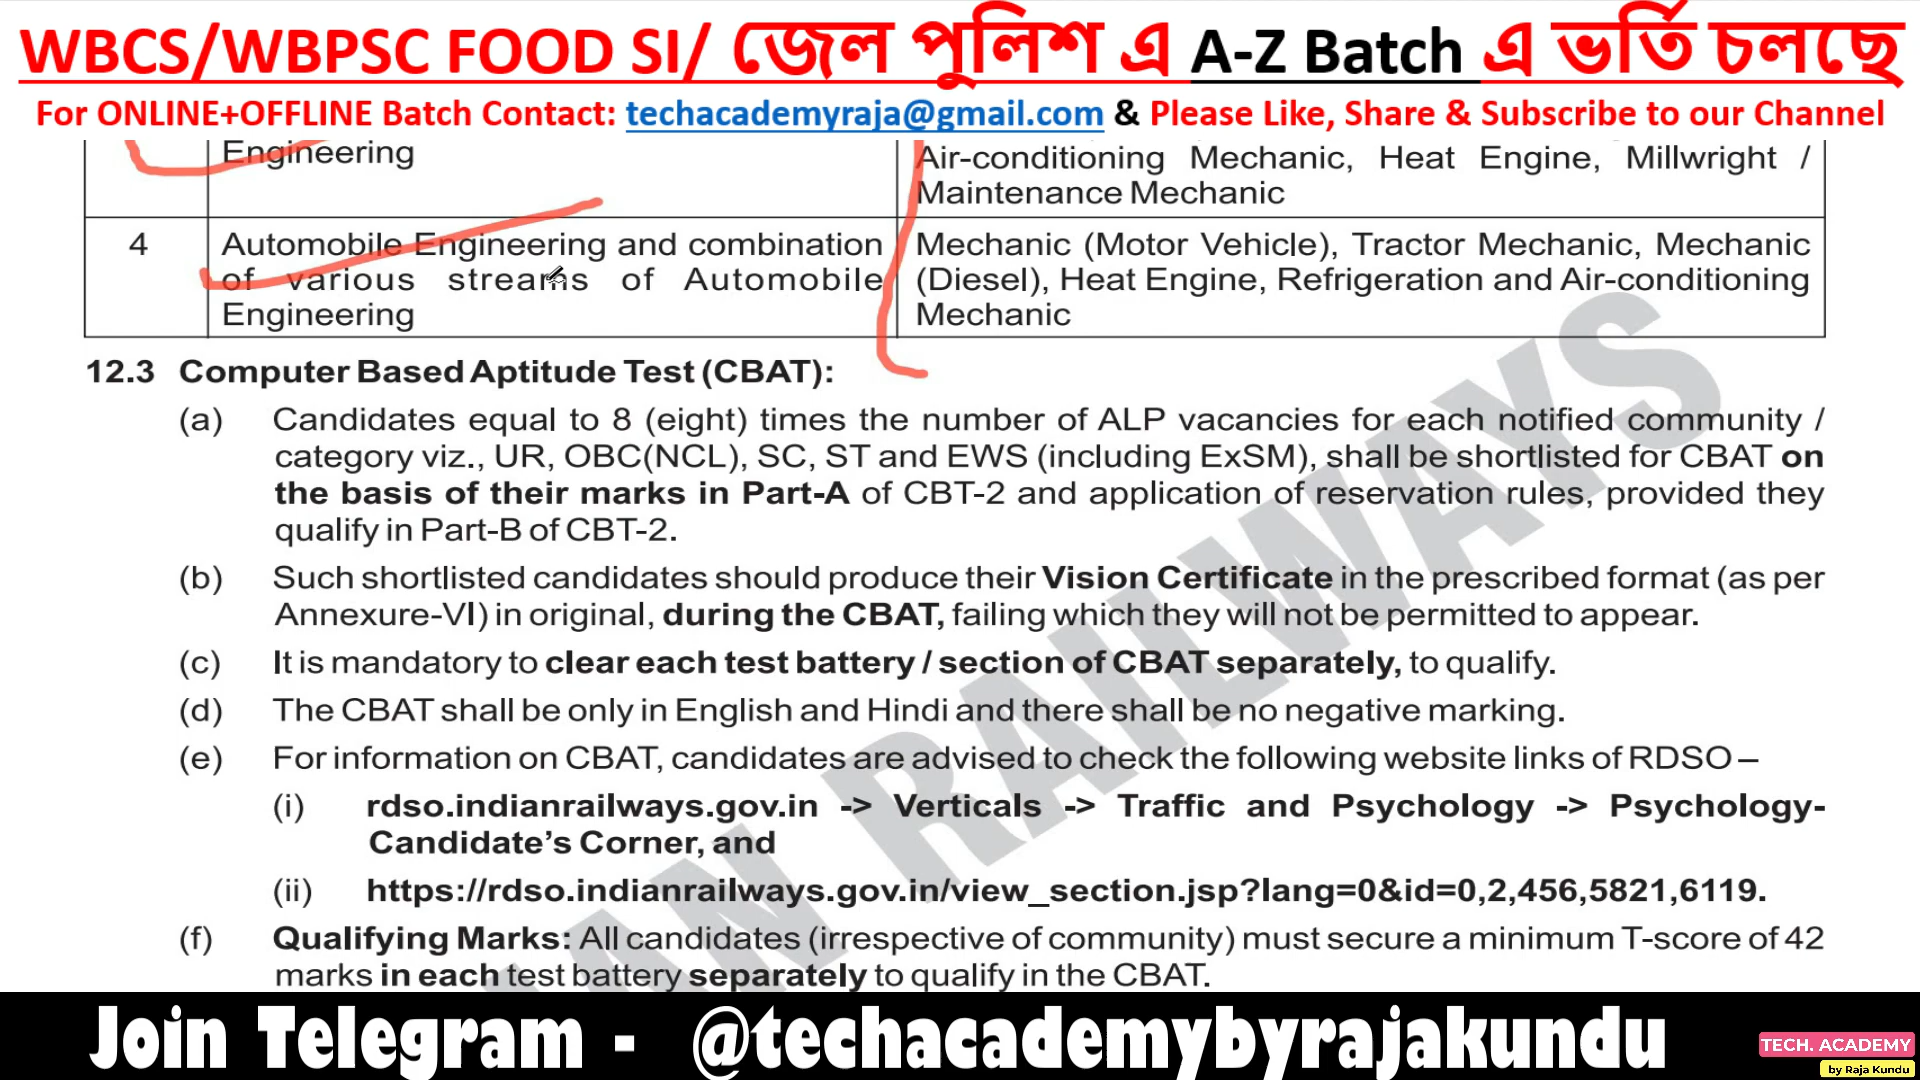 WBCS/WBPSC FOOD SI/ জেল পুলিশ এ A-Z Batch এ ভর্তি চলছে
For ONLINE+OFFLINE Batch Contact: techacademyraja@gmail.com & Please Like, Share & Subscribe to our Channel
Engineering
Air-conditioning Mechanic, Heat Engine, Millwright /
Maintenance Mechanic
4
Automobile Engineering and combination
of various streams of Automobile
Engineering
Mechanic (Motor Vehicle), Tractor Mechanic, Mechanic
(Diesel), Heat Engine, Refrigeration and Air-conditioning
Mechanic
12.3 Computer Based Aptitude Test (CBAT):
(a) Candidates equal to 8 (eight) times the number of ALP vacancies for each notified community /
category viz., UR, OBC(NCL), SC, ST and EWS (including ExSM), shall be shortlisted for CBAT on
the basis of their marks in Part-A of CBT-2 and application of reservation rules, provided they
qualify in Part-B of CBT-2.
(b) Such shortlisted candidates should produce their Vision Certificate in the prescribed format (as per
Annexure-VI) in original, during the CBAT, failing which they will not be permitted to appear.
(c) It is mandatory to clear each test battery / section of CBAT separately, to qualify.
(d) The CBAT shall be only in English and Hindi and there shall be no negative marking.
(e) For information on CBAT, candidates are advised to check the following website links of RDSO –
(i) rdso.indianrailways.gov.in -> Verticals -> Traffic and Psychology -> Psychology-
Candidate's Corner, and
(ii) https://rdso.indianrailways.gov.in/view_section.jsp?lang=0&id=0,2,456,5821,6119.
(f) Qualifying Marks: All candidates (irrespective of community) must secure a minimum T-score of 42
marks in each test battery separately to qualify in the CBAT.
AN RAILWAYS
Join Telegram - @techacademybyrajakundu
TECH. ACADEMY
by Raja Kundu